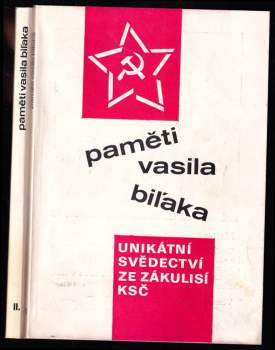 paměti vasila biľaka
II.
paměti
vasila
biľaka
UNIKÁTNÍ
SVĚDECTVÍ
ZE ZÁKULISÍ
KSČ